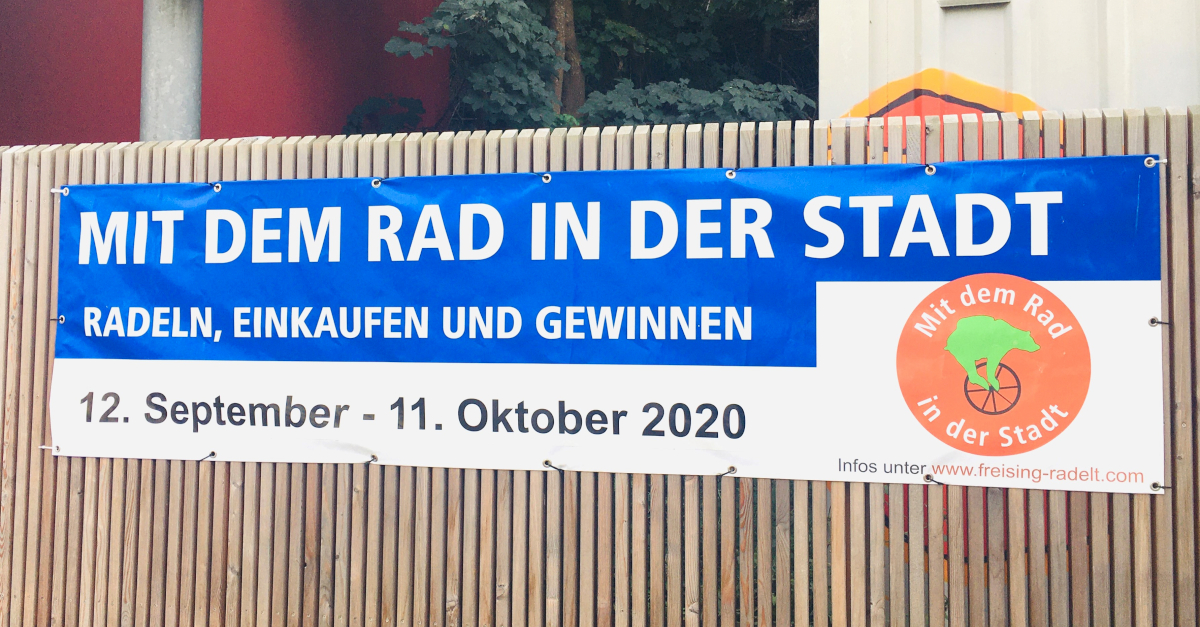 MIT DEM RAD IN DER STADT
RADELN, EINKAUFEN UND GEWINNEN
12. September - 11. Oktober 2020
Mit dem Rad
in der Stadt
Infos unter www.freising-radelt.com